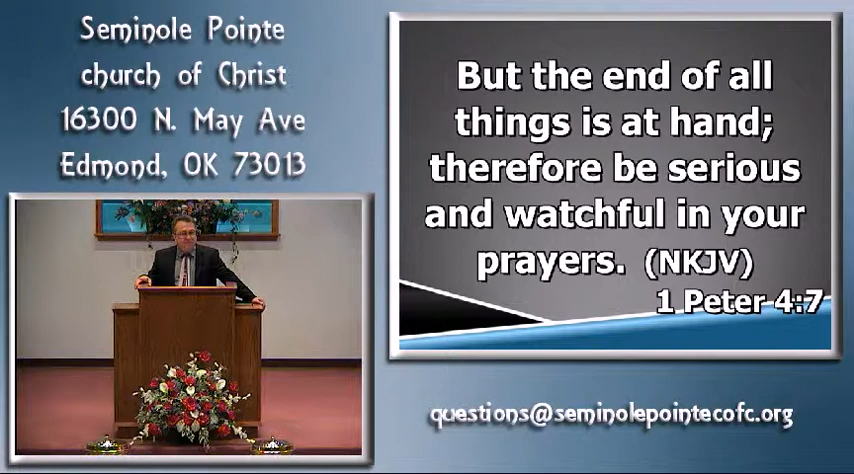 Seminole Pointe
church of Christ
16300 N. May Ave
Edmond, OK 73013
But the end of all
things is at hand;
therefore be serious
and watchful in your
prayers. (NKJV)
1 Peter 4:7
questions@seminolepointecofc.org